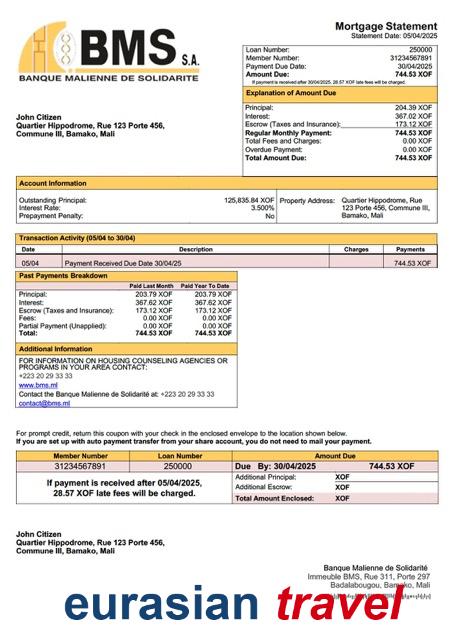 BMS S.A.
BANQUE MALIENNE DE SOLIDARITE
Mortgage Statement
Statement Date: 05/04/2025
Loan Number: 250000
Member Number: 31234567891
Payment Due Date: 30/04/2025
Amount Due: 744.53 XOF
If payment is received after 30/04/2025, 28.57 XOF late fees will be charged.
Explanation of Amount Due
Principal: 204.39 XOF
Interest: 367.02 XOF
Escrow (Taxes and Insurance): 173.12 XOF
Regular Monthly Payment: 744.53 XOF
Total Fees and Charges: 0.00 XOF
Overdue Payment: 0.00 XOF
Total Amount Due: 744.53 XOF
John Citizen
Quartier Hippodrome, Rue 123 Porte 456,
Commune III, Bamako, Mali
Account Information
Outstanding Principal: 125,835.84 XOF
Interest Rate: 3.500%
Prepayment Penalty: No
Property Address: Quartier Hippodrome, Rue
123 Porte 456, Commune III,
Bamako, Mali
Transaction Activity (05/04 to 30/04)
Date Description Charges Payments
05/04 Payment Received Due Date 30/04/25 744.53 XOF
Past Payments Breakdown
Paid Last Month Paid Year To Date
Principal: 203.79 XOF 203.79 XOF
Interest: 367.62 XOF 367.62 XOF
Escrow (Taxes and Insurance): 173.12 XOF 173.12 XOF
Fees: 0.00 XOF 0.00 XOF
Partial Payment (Unapplied): 0.00 XOF 0.00 XOF
Total: 744.53 XOF 744.53 XOF
Additional Information
FOR INFORMATION ON HOUSING COUNSELING AGENCIES OR
PROGRAMS IN YOUR AREA CONTACT:
+223 20 29 33 33
www.bms.ml
Contact the Banque Malienne de Solidarité at: +223 20 29 33 33
contact@bms.ml
For prompt credit, return this coupon with your check in the enclosed envelope to the location shown below.
If you are set up with auto payment transfer from your share account, you do not need to mail your payment.
Member Number Loan Number Amount Due
31234567891 250000 Due By: 30/04/2025 744.53 XOF
If payment is received after 05/04/2025,
28.57 XOF late fees will be charged.
Additional Principal: XOF
Additional Escrow: XOF
Total Amount Enclosed: XOF
John Citizen
Quartier Hippodrome, Rue 123 Porte 456,
Commune III, Bamako, Mali
Banque Malienne de Solidarité
Immeuble BMS, Rue 311, Porte 297
Badalabougou, Bamako, Mali
eurasian travel